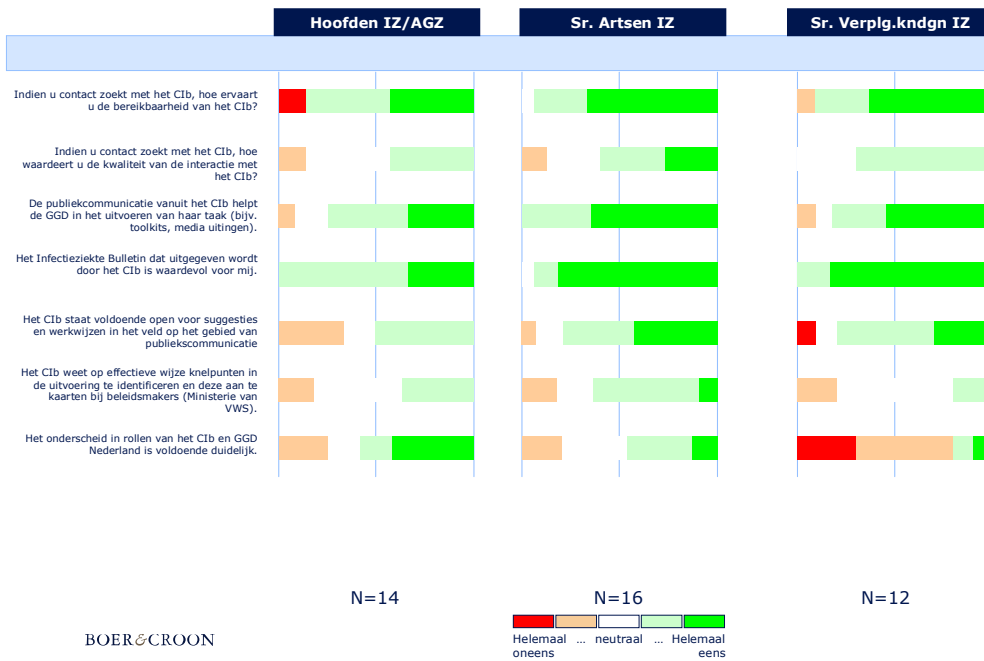 Hoofden IZ/AGZ
Sr. Artsen IZ
Sr. Verplg.kndgn IZ
Indien u contact zoekt met het CIb, hoe ervaart
u de bereikbaarheid van het CIb?
Indien u contact zoekt met het CIb, hoe
waardeert u de kwaliteit van de interactie met
het CIb?
De publiekcommunicatie vanuit het CIb helpt
de GGD in het uitvoeren van haar taak (bijv.
toolkits, media uitingen).
Het Infectieziekte Bulletin dat uitgegeven wordt
door het CIb is waardevol voor mij.
Het CIb staat voldoende open voor suggesties
en werkwijzen in het veld op het gebied van
publiekscommunicatie
Het CIb weet op effectieve wijze knelpunten in
de uitvoering te identificeren en deze aan te
kaarten bij beleidsmakers (Ministerie van
VWS).
Het onderscheid in rollen van het CIb en GGD
Nederland is voldoende duidelijk.
N=14
N=16
N=12
Helemaal ... neutraal ... Helemaal
oneens eens
BOER&CROON